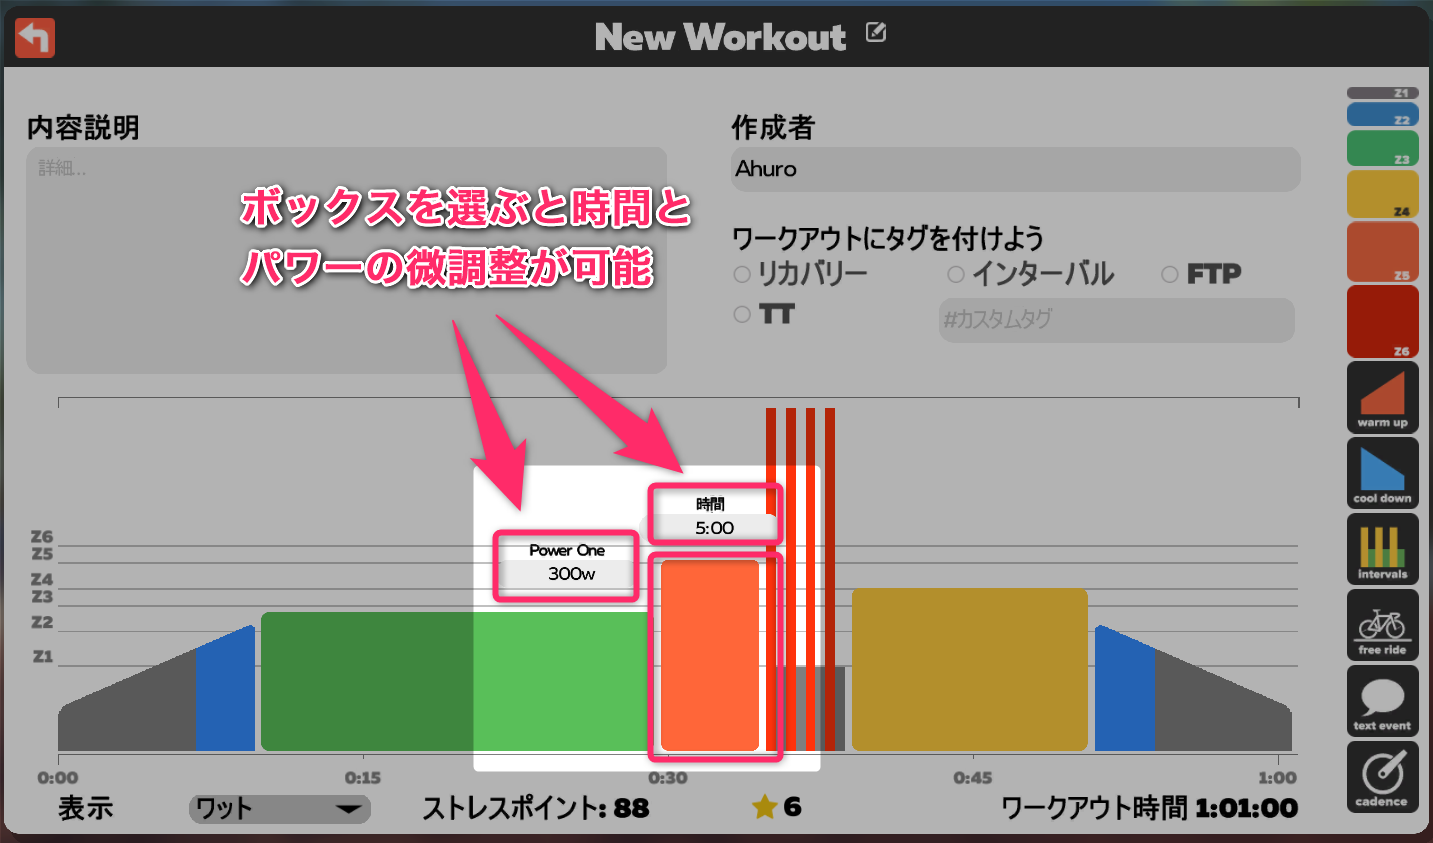 New Workout
内容説明
詳細...
作成者
Ahuro
ボックスを選ぶと時間と
パワーの微調整が可能
ワークアウトにタグを付けよう
リカバリー
インターバル
FTP
TT
#カスタムタグ
Z1
Z2
Z3
Z4
Z5
Z6
warm up
cool down
intervals
free ride
text event
cadence
時間
5:00
Power One
300w
Z6
Z5
Z4
Z3
Z2
Z1
0:00
0:15
0:30
0:45
1:00
表示
ワット
ストレスポイント: 88
6
ワークアウト時間 1:01:00